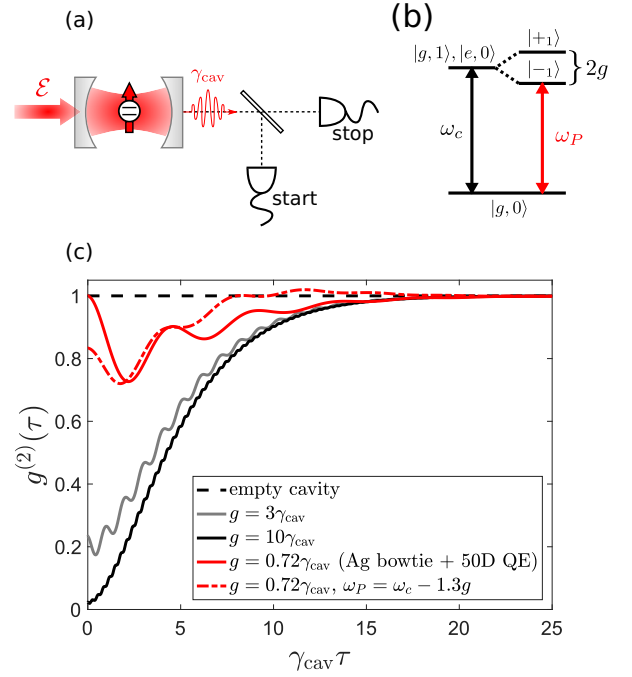 (a)
ℰ
γcav
stop
start
(b)
|g, 1⟩, |e, 0⟩
|+₁⟩
|−₁⟩
2g
ωc
ωP
|g, 0⟩
(c)
1
0.8
0.6
0.4
0.2
0
g⁽²⁾(τ)
empty cavity
g = 3γcav
g = 10γcav
g = 0.72γcav (Ag bowtie + 50D QE)
g = 0.72γcav, ωP = ωc − 1.3g
0 5 10 15 20 25
γcavτ